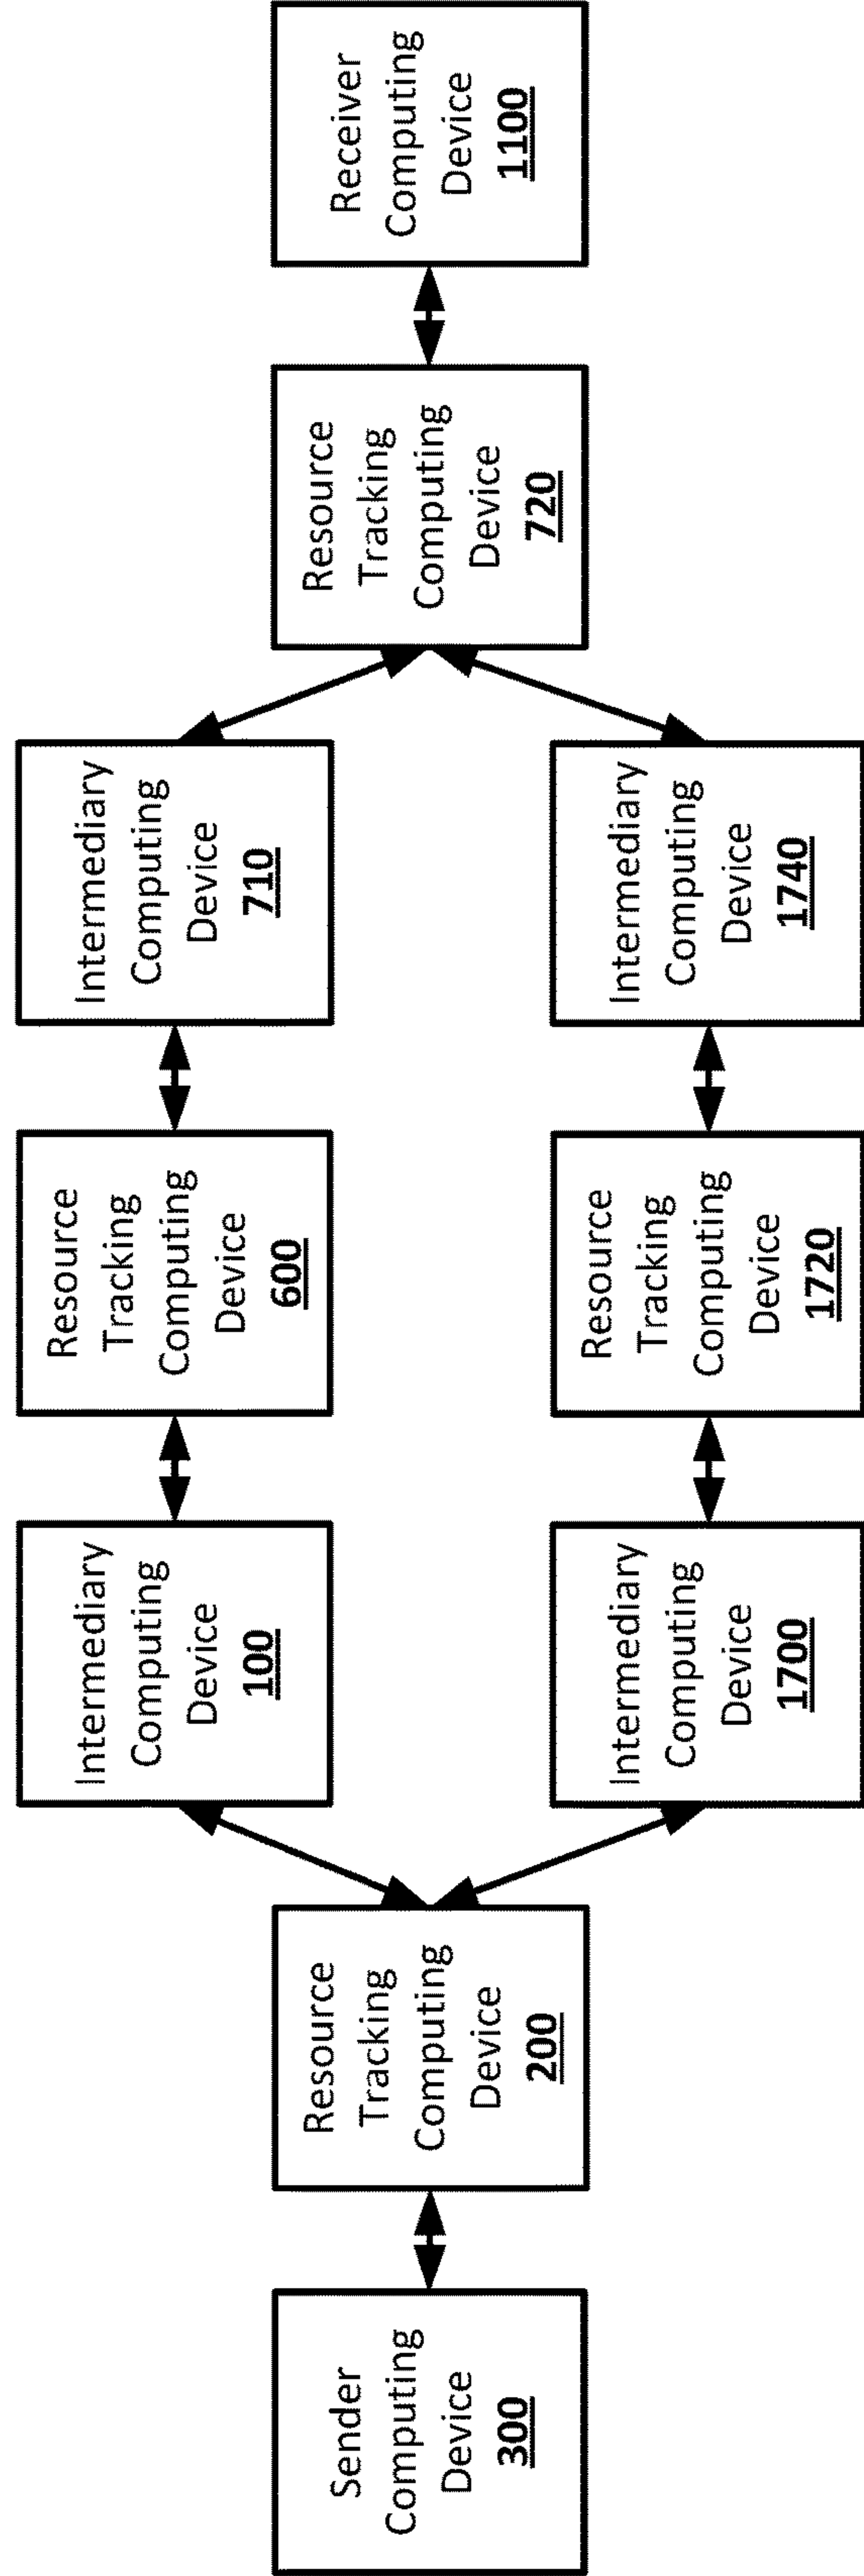 Sender
Computing
Device
300
Resource
Tracking
Computing
Device
200
Intermediary
Computing
Device
100
Resource
Tracking
Computing
Device
600
Intermediary
Computing
Device
710
Intermediary
Computing
Device
1700
Resource
Tracking
Computing
Device
1720
Intermediary
Computing
Device
1740
Resource
Tracking
Computing
Device
720
Receiver
Computing
Device
1100